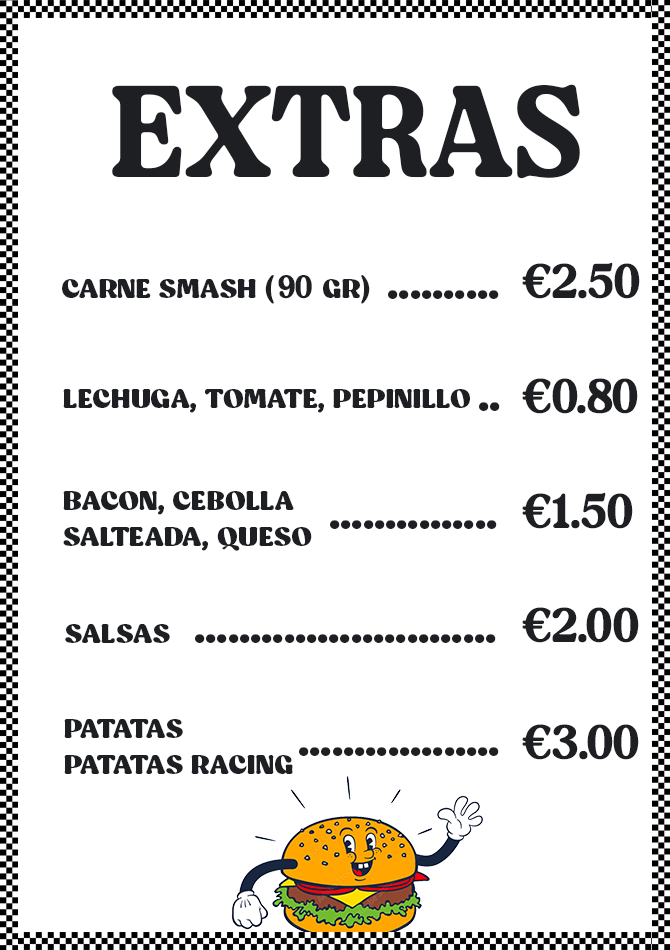 EXTRAS
CARNE SMASH (90 GR) .......... €2.50
LECHUGA, TOMATE, PEPINILLO .. €0.80
BACON, CEBOLLA
SALTEADA, QUESO ............... €1.50
SALSAS ........................... €2.00
PATATAS
PATATAS RACING .................. €3.00